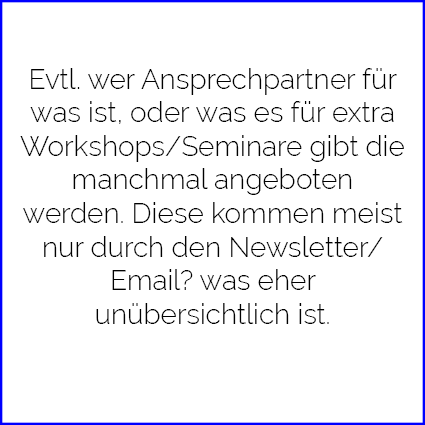 Evtl. wer Ansprechpartner für
was ist, oder was es für extra
Workshops/Seminare gibt die
manchmal angeboten
werden. Diese kommen meist
nur durch den Newsletter/
Email? was eher
unübersichtlich ist.